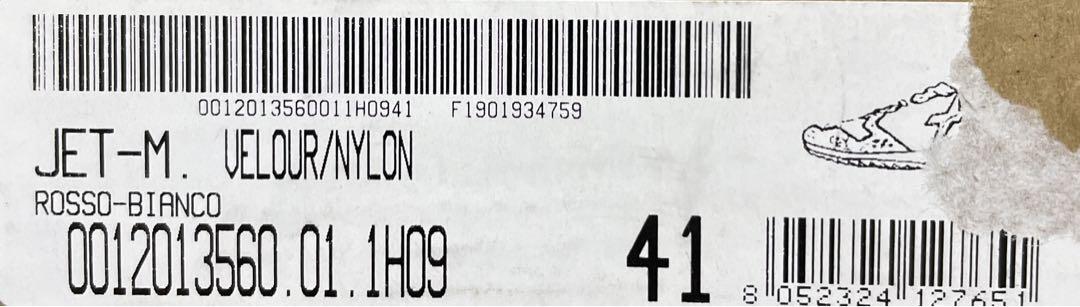 0012013560011H0941 F1901934759
JET-M. VELOUR/NYLON
ROSSO-BIANCO
0012013560.01.1H09
41
8 052324 127651